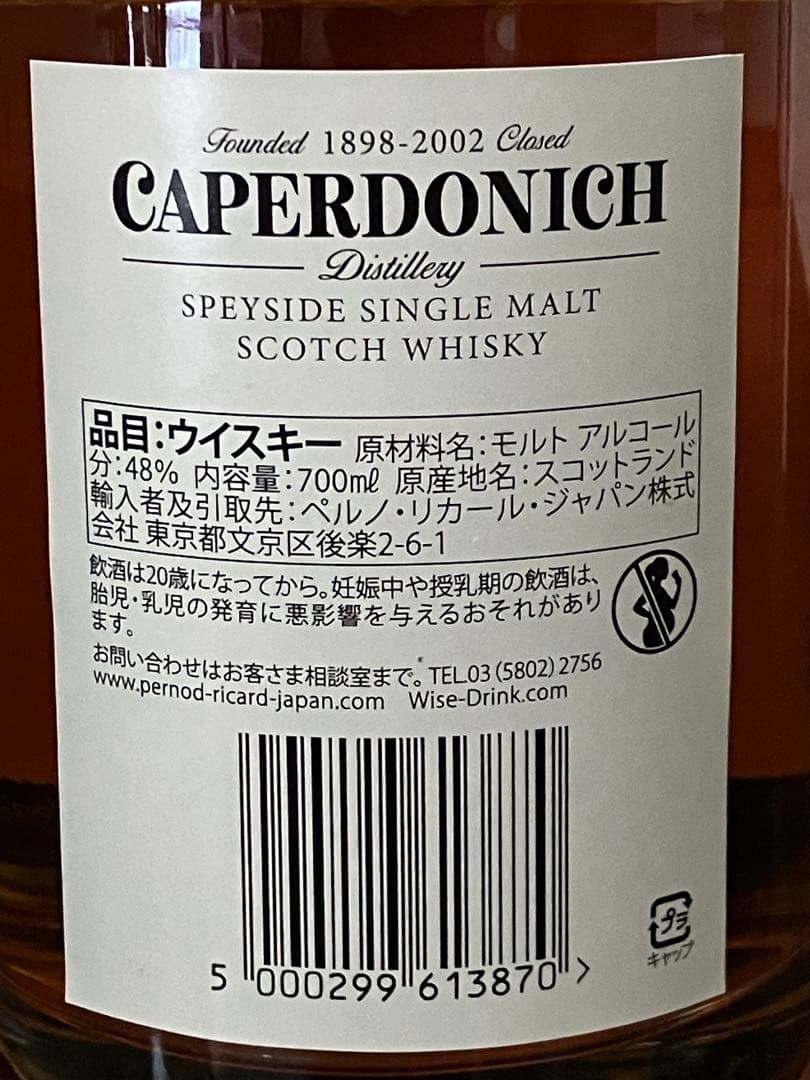 Founded 1898-2002 Closed
CAPERDONICH
Distillery
SPEYSIDE SINGLE MALT
SCOTCH WHISKY
品目:ウイスキー 原材料名:モルト アルコール
分:48% 内容量:700mℓ 原産地名:スコットランド
輸入者及引取先:ペルノ・リカール・ジャパン株式
会社 東京都文京区後楽2-6-1
飲酒は20歳になってから。妊娠中や授乳期の飲酒は、
胎児・乳児の発育に悪影響を与えるおそれがあり
ます。
お問い合わせはお客さま相談室まで。TEL.03(5802)2756
www.pernod-ricard-japan.com Wise-Drink.com
5 000299 613870 >
プラ
キャップ